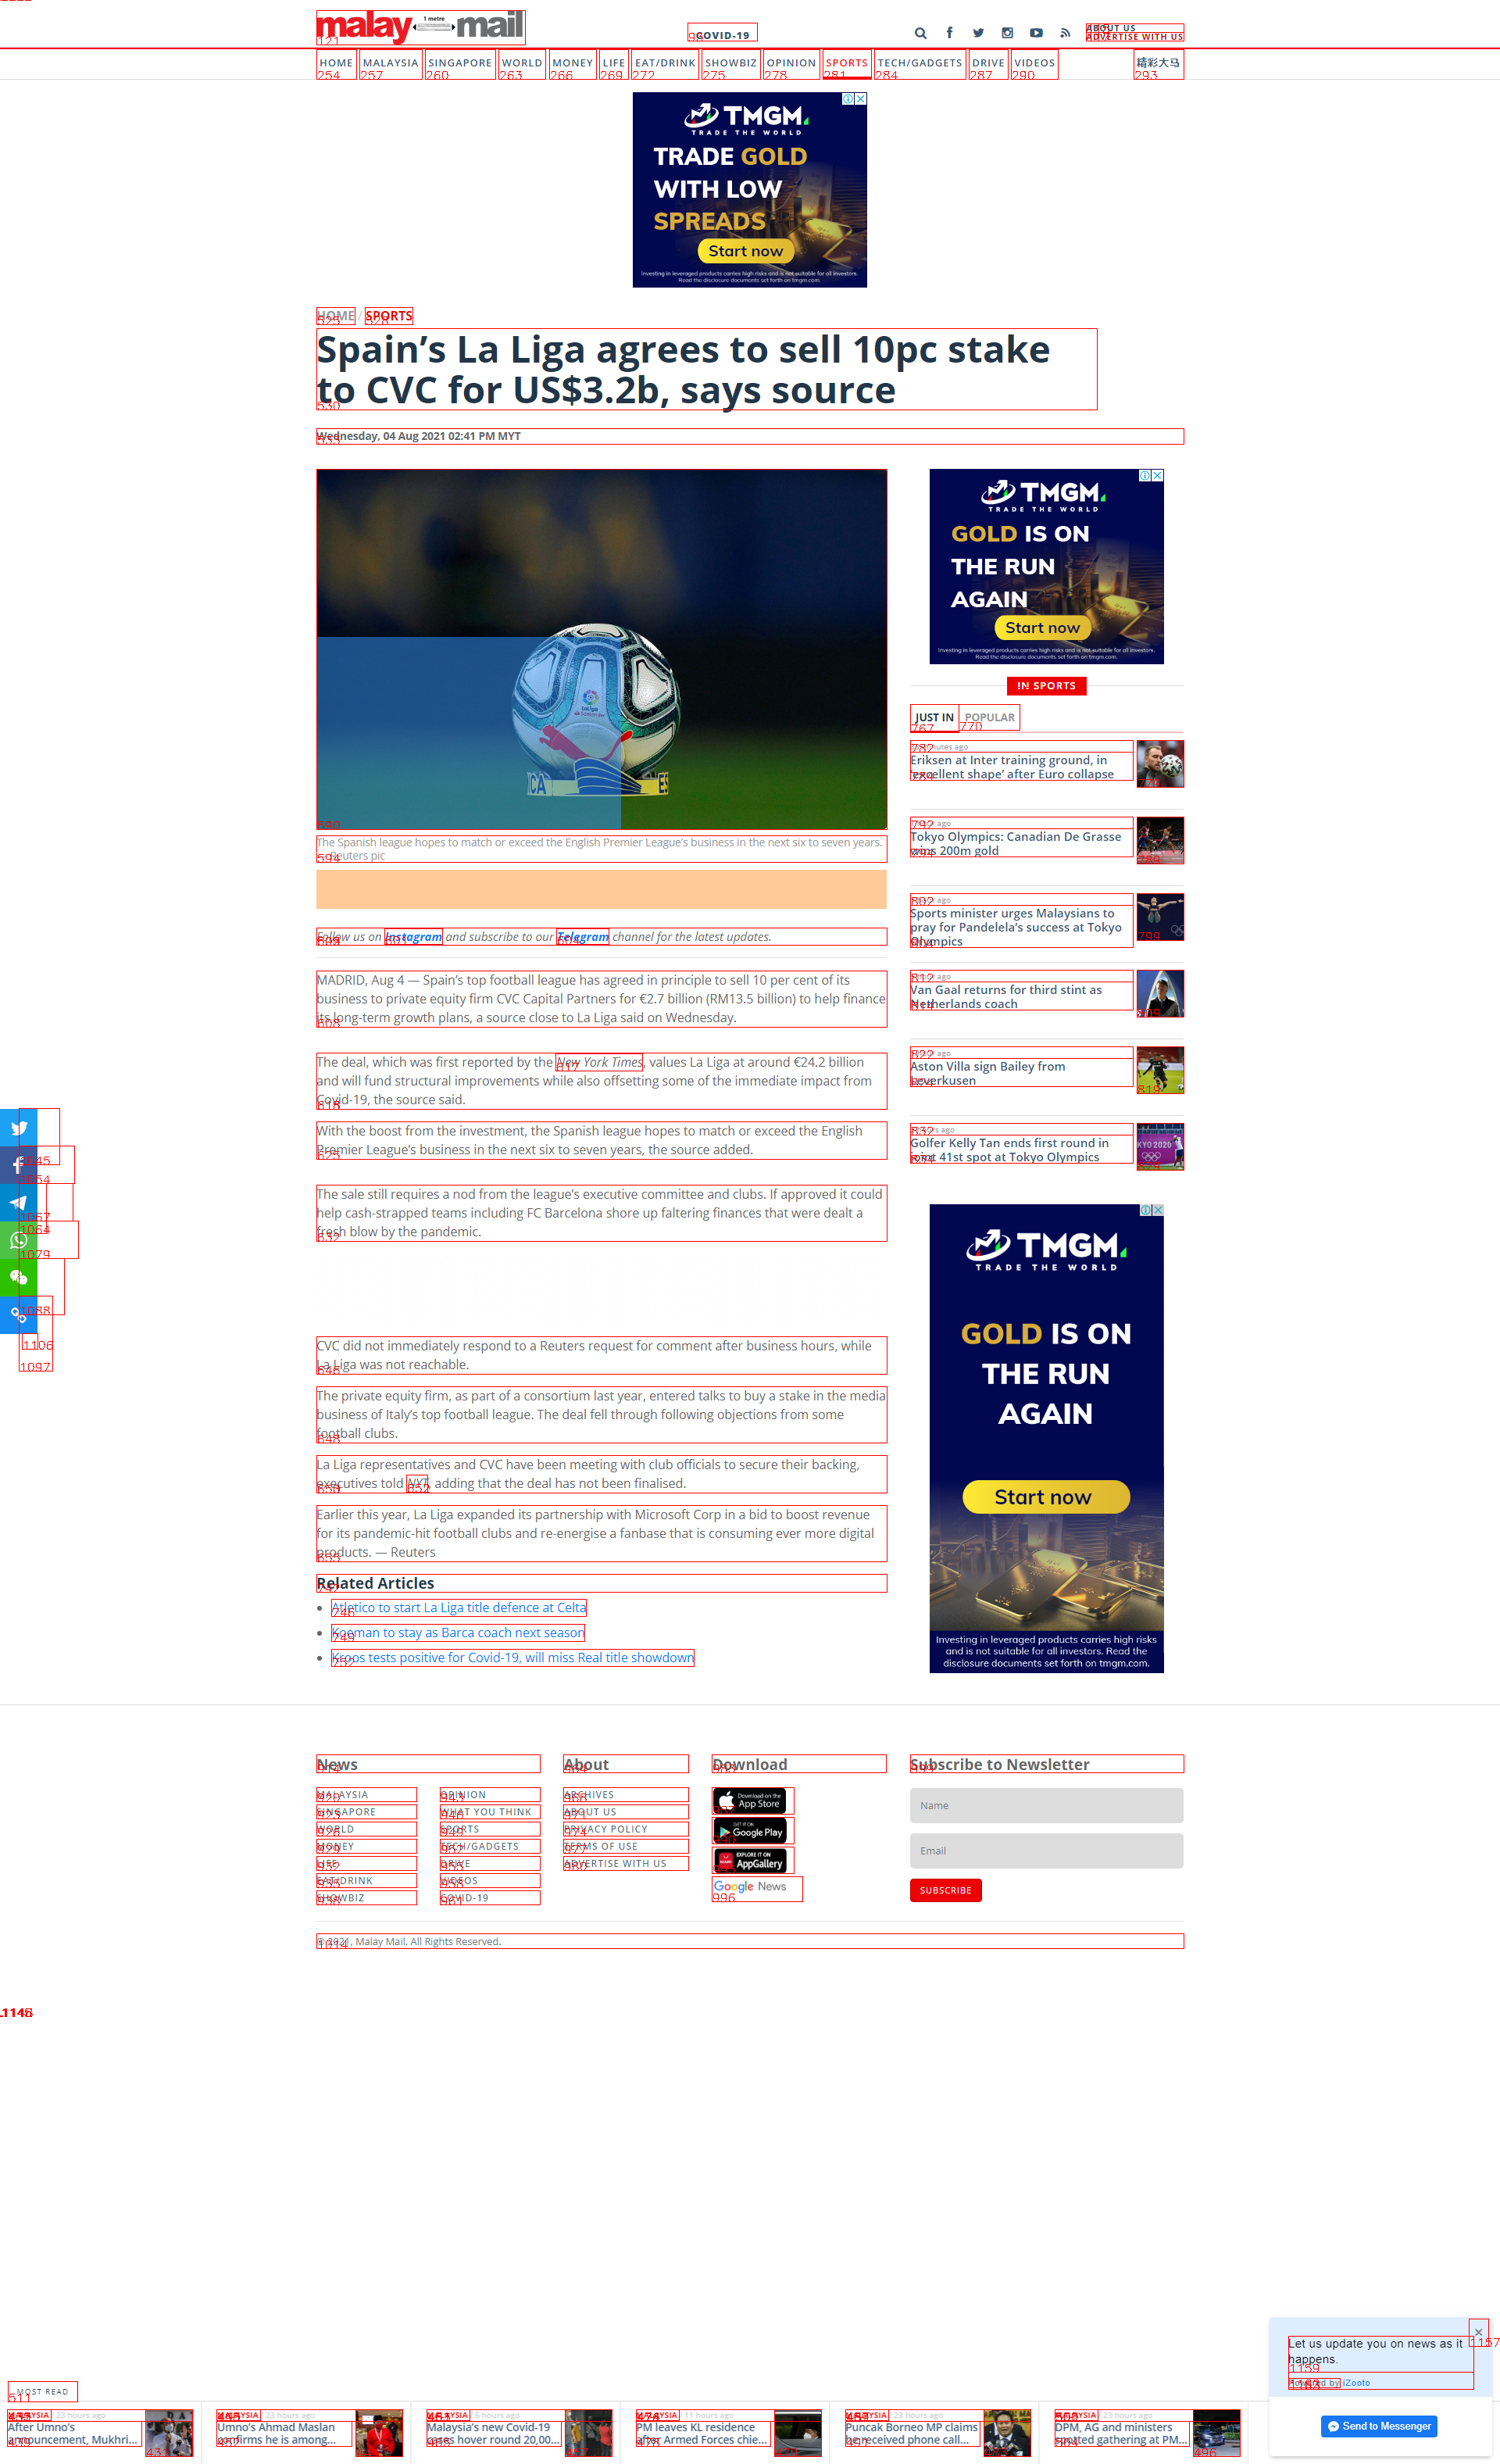 malay mail
1 metre
COVID-19
ABOUT US
ADVERTISE WITH US
HOME MALAYSIA SINGAPORE WORLD MONEY LIFE EAT/DRINK SHOWBIZ OPINION SPORTS TECH/GADGETS DRIVE VIDEOS 精彩大马
TMGM
TRADE THE WORLD
TRADE GOLD
WITH LOW
SPREADS
Start now
Investing in leveraged products carries high risks and is not suitable for all investors.
Read the disclosure documents set forth on tmgm.com.
HOME / SPORTS
Spain's La Liga agrees to sell 10pc stake
to CVC for US$3.2b, says source
Wednesday, 04 Aug 2021 02:41 PM MYT
The Spanish league hopes to match or exceed the English Premier League's business in the next six to seven years.
Reuters pic
Follow us on Instagram and subscribe to our Telegram channel for the latest updates.
MADRID, Aug 4 — Spain's top football league has agreed in principle to sell 10 per cent of its
business to private equity firm CVC Capital Partners for €2.7 billion (RM13.5 billion) to help finance
its long-term growth plans, a source close to La Liga said on Wednesday.
The deal, which was first reported by the New York Times, values La Liga at around €24.2 billion
and will fund structural improvements while also offsetting some of the immediate impact from
Covid-19, the source said.
With the boost from the investment, the Spanish league hopes to match or exceed the English
Premier League's business in the next six to seven years, the source added.
The sale still requires a nod from the league's executive committee and clubs. If approved it could
help cash-strapped teams including FC Barcelona shore up faltering finances that were dealt a
fresh blow by the pandemic.
CVC did not immediately respond to a Reuters request for comment after business hours, while
La Liga was not reachable.
The private equity firm, as part of a consortium last year, entered talks to buy a stake in the media
business of Italy's top football league. The deal fell through following objections from some
football clubs.
La Liga representatives and CVC have been meeting with club officials to secure their backing,
executives told NYT, adding that the deal has not been finalised.
Earlier this year, La Liga expanded its partnership with Microsoft Corp in a bid to boost revenue
for its pandemic-hit football clubs and re-energise a fanbase that is consuming ever more digital
products. — Reuters
Related Articles
Atletico to start La Liga title defence at Celta
Koeman to stay as Barca coach next season
Kroos tests positive for Covid-19, will miss Real title showdown
TMGM
TRADE THE WORLD
GOLD IS ON
THE RUN
AGAIN
Start now
Investing in leveraged products carries high risks and is not suitable for all investors.
Read the disclosure documents set forth on tmgm.com.
IN SPORTS
JUST IN POPULAR
Eriksen at Inter training ground, in
'excellent shape' after Euro collapse
Tokyo Olympics: Canadian De Grasse
wins 200m gold
Sports minister urges Malaysians to
pray for Pandelela's success at Tokyo
Olympics
Van Gaal returns for third stint as
Netherlands coach
Aston Villa sign Bailey from
Leverkusen
Golfer Kelly Tan ends first round in
joint 41st spot at Tokyo Olympics
TMGM
TRADE THE WORLD
GOLD IS ON
THE RUN
AGAIN
Start now
Investing in leveraged products carries high risks
and is not suitable for all investors. Read the
disclosure documents set forth on tmgm.com.
News
MALAYSIA
SINGAPORE
WORLD
MONEY
LIFE
EAT/DRINK
SHOWBIZ
OPINION
WHAT YOU THINK
SPORTS
TECH/GADGETS
DRIVE
VIDEOS
COVID-19
About
ARCHIVES
ABOUT US
PRIVACY POLICY
TERMS OF USE
ADVERTISE WITH US
Download
Download on the
App Store
GET IT ON
Google Play
EXPLORE IT ON
AppGallery
Google News
Subscribe to Newsletter
Name
Email
SUBSCRIBE
© 2021, Malay Mail, All Rights Reserved.
Let us update you on news as it
happens.
Powered by iZooto
Send to Messenger
MOST READ
MALAYSIA 23 hours ago
After Umno's
announcement, Mukhri...
MALAYSIA 23 hours ago
Umno's Ahmad Maslan
confirms he is among...
MALAYSIA 6 hours ago
Malaysia's new Covid-19
cases hover round 20,00...
MALAYSIA 11 hours ago
PM leaves KL residence
after Armed Forces chie...
MALAYSIA 23 hours ago
Puncak Borneo MP claims
he received phone call...
MALAYSIA 23 hours ago
DPM, AG and ministers
spotted gathering at PM...